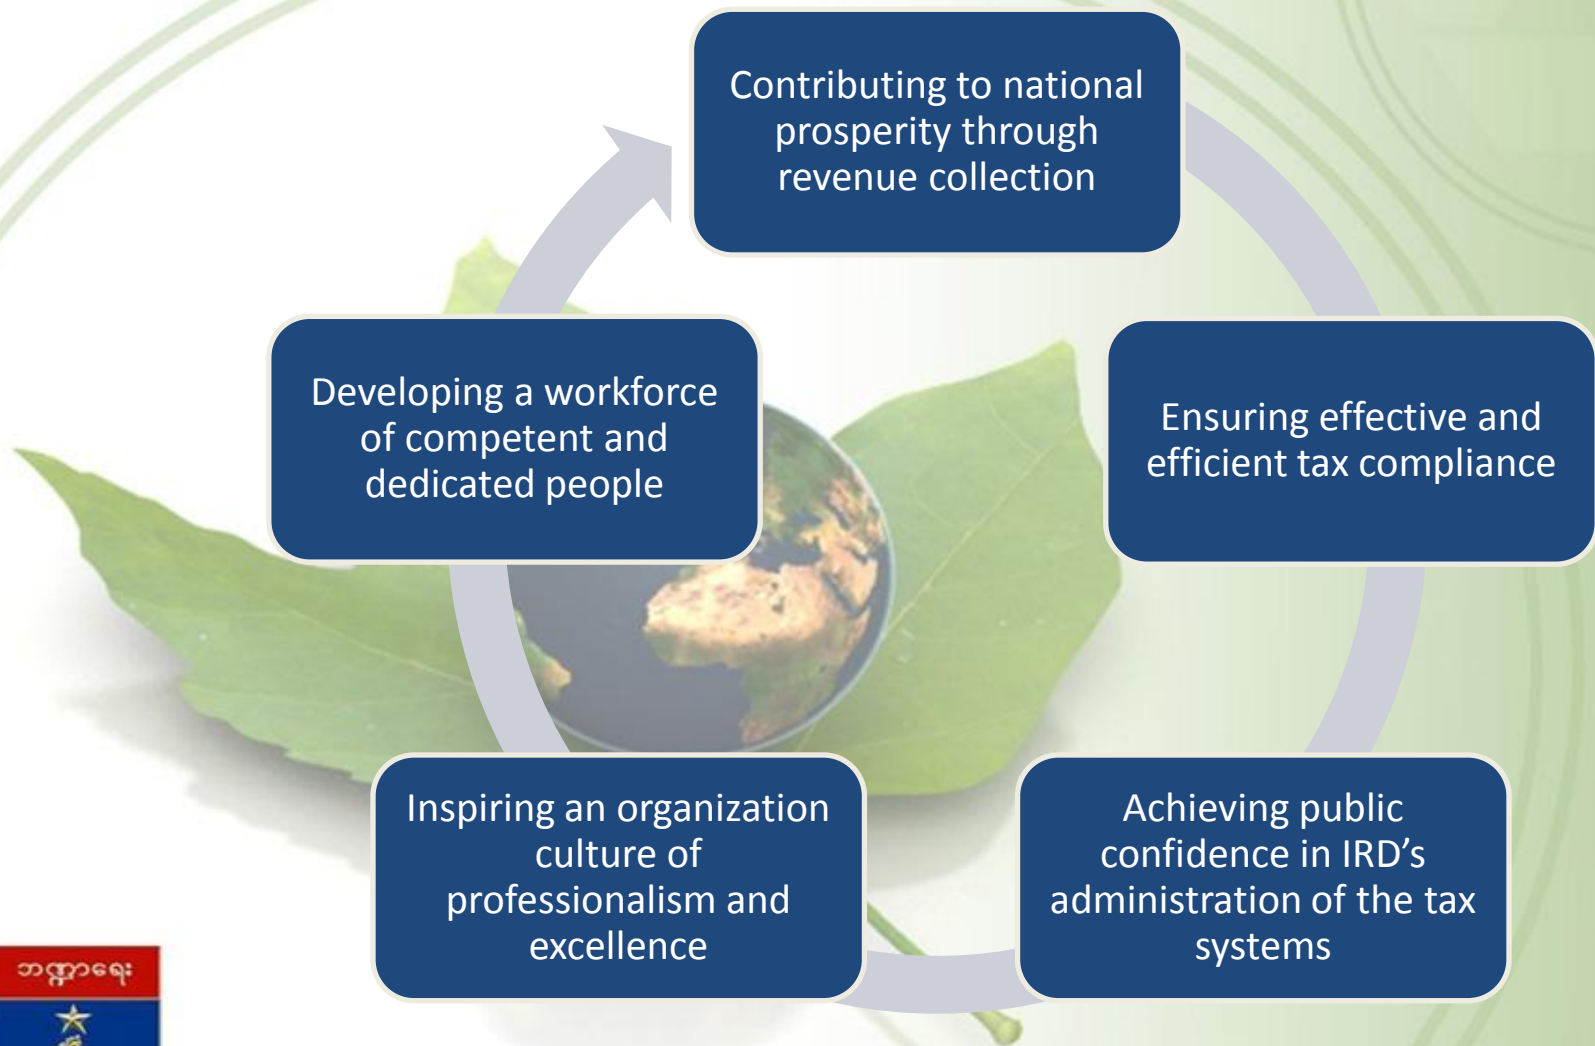 Contributing to national
prosperity through
revenue collection
Ensuring effective and
efficient tax compliance
Achieving public
confidence in IRD’s
administration of the tax
systems
Inspiring an organization
culture of
professionalism and
excellence
Developing a workforce
of competent and
dedicated people
ဘဏ္ဍာရေး